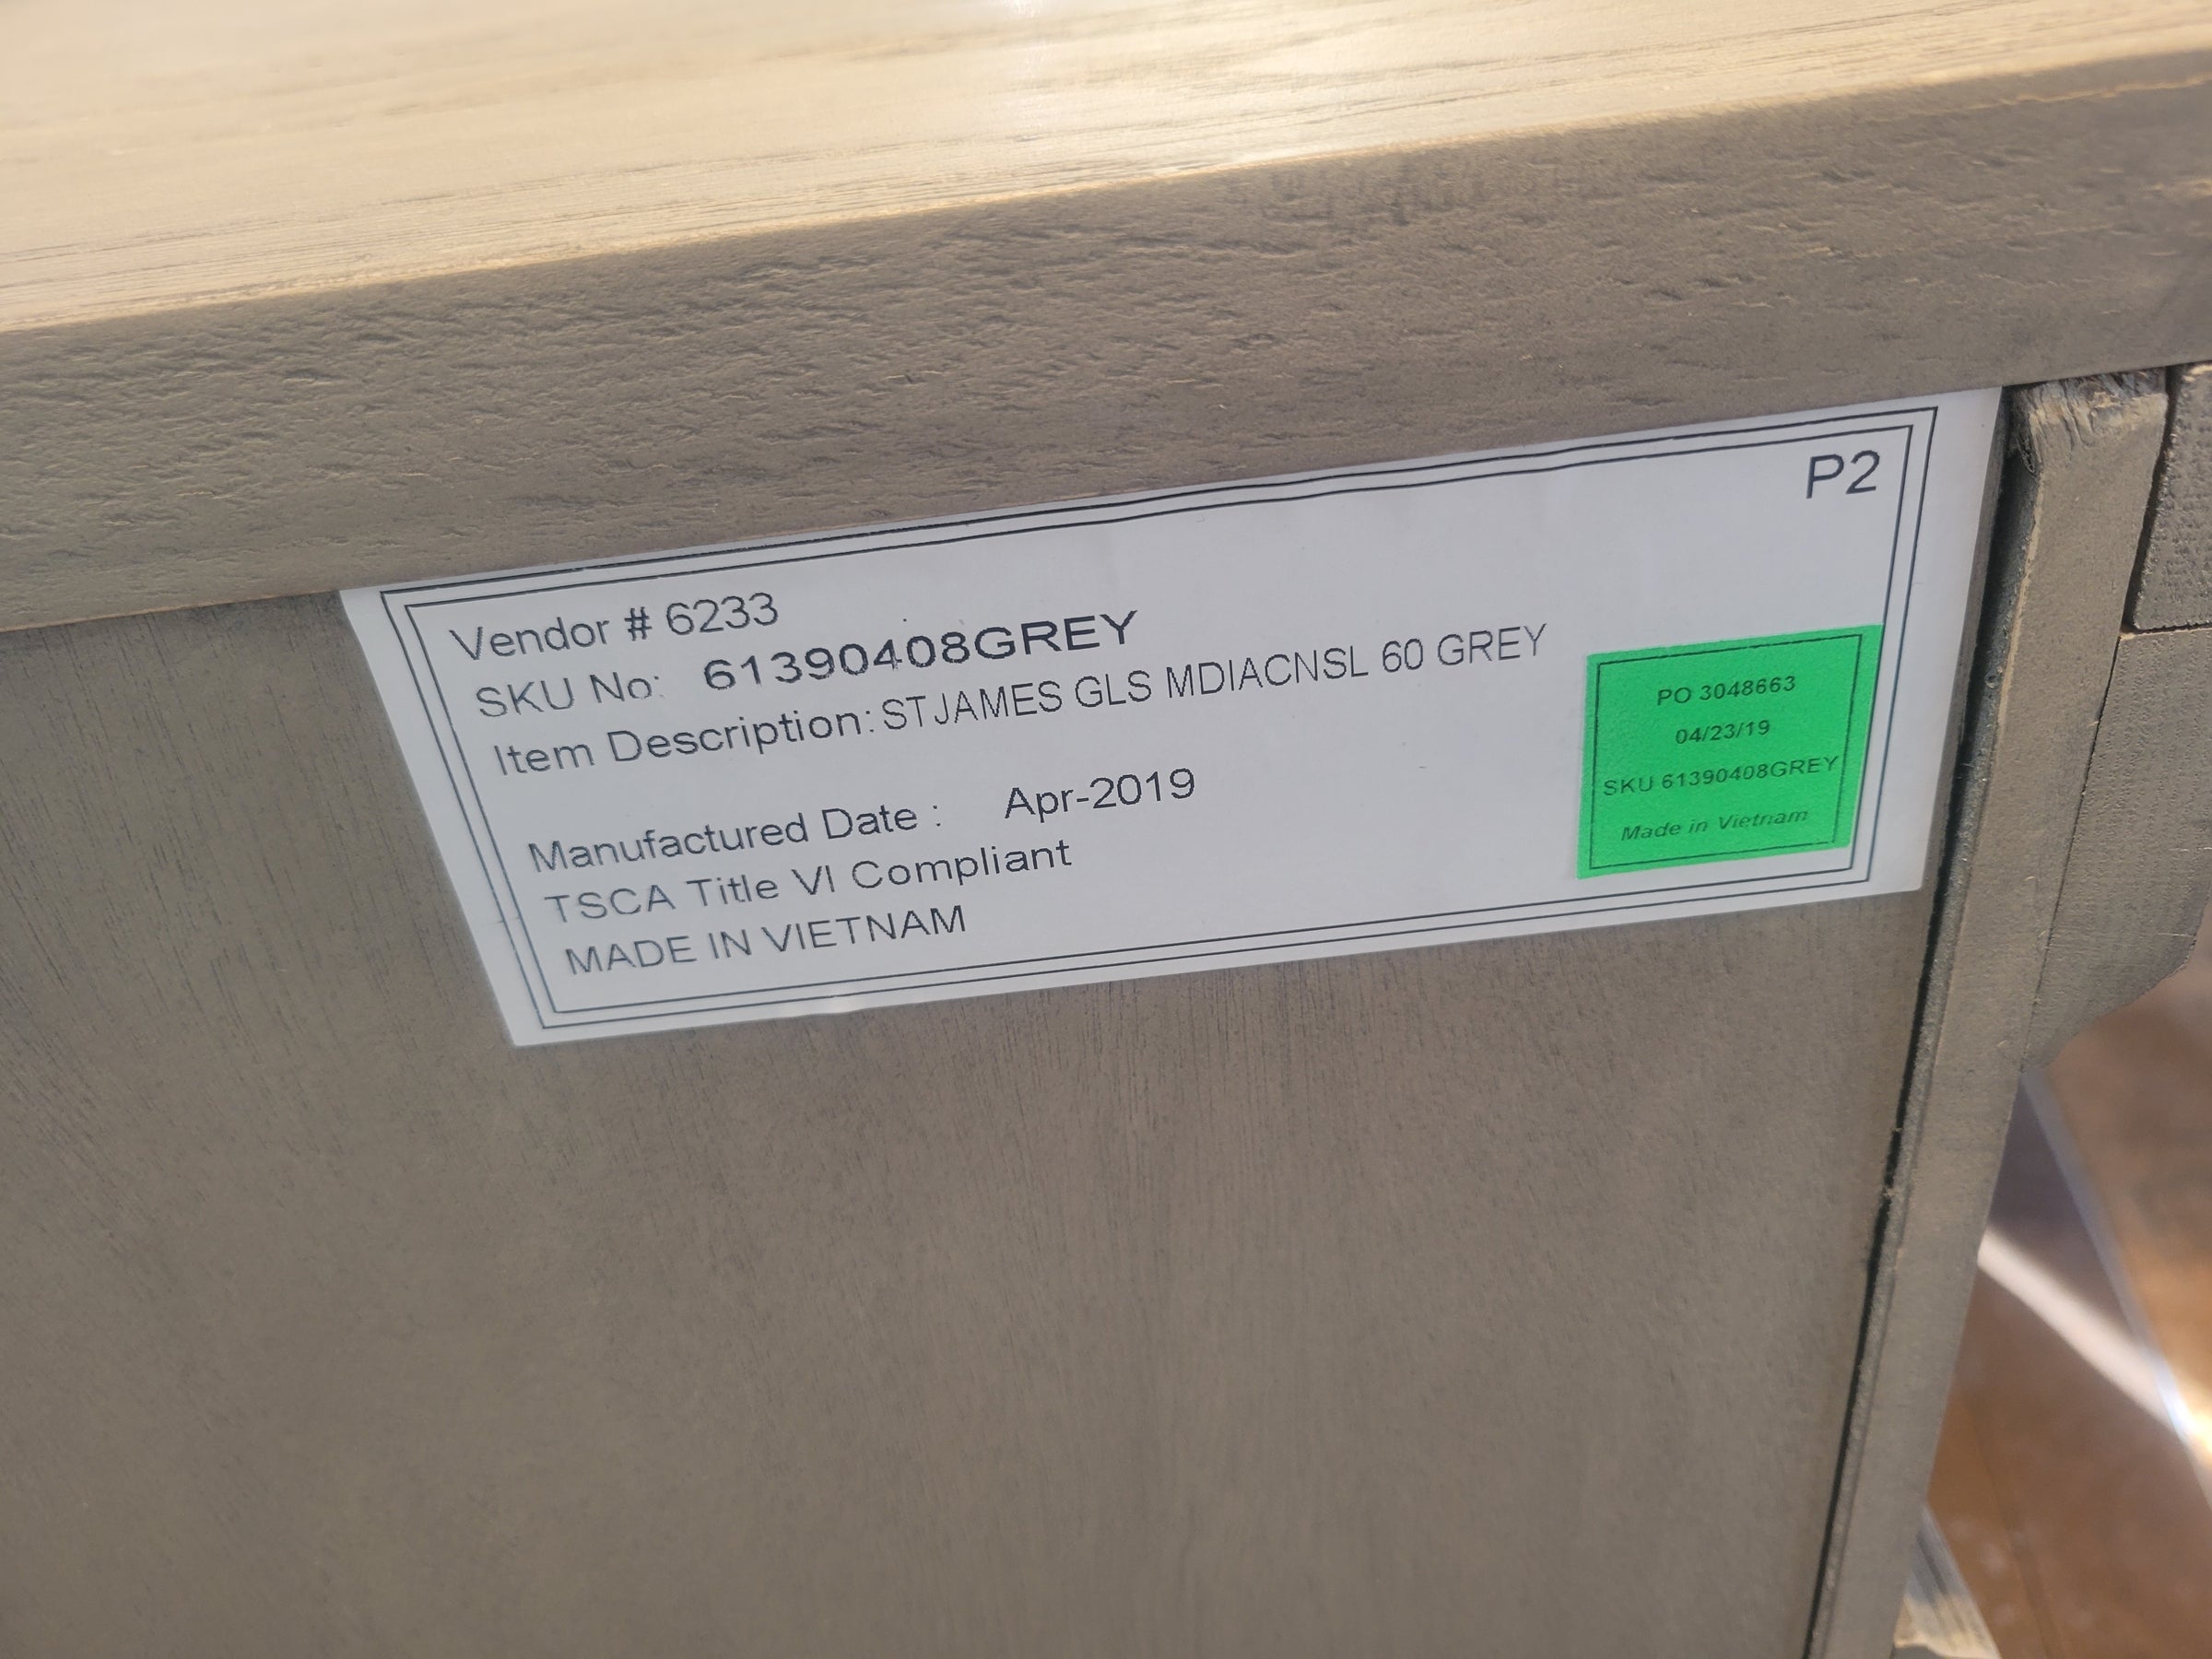 P2
Vendor # 6233
SKU No: 61390408GREY
Item Description: STJAMES GLS MDIACNSL 60 GREY
Manufactured Date : Apr-2019
TSCA Title VI Compliant
MADE IN VIETNAM
PO 3048663
04/23/19
SKU 61390408GREY
Made in Vietnam